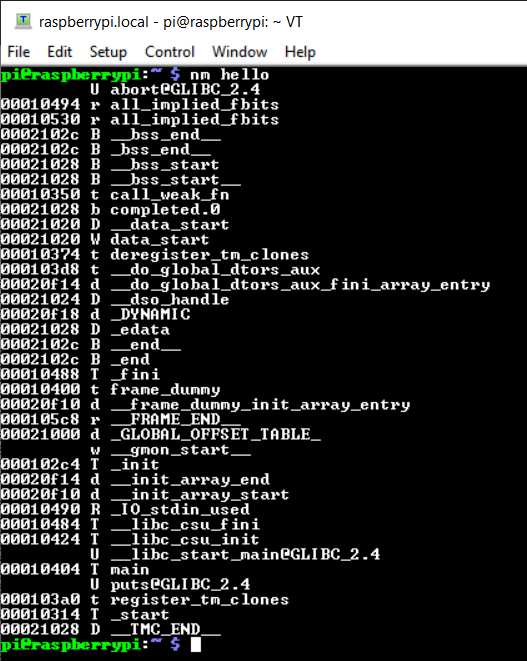 raspberrypi.local - pi@raspberrypi: ~ VT
File Edit Setup Control Window Help
pi@raspberrypi:~ $ nm hello
         U abort@GLIBC_2.4
00010494 r all_implied_fbits
00010530 r all_implied_fbits
0002102c B __bss_end__
0002102c B _bss_end__
00021028 B __bss_start
00021028 B __bss_start__
00010350 t call_weak_fn
00021028 b completed.0
00021020 D __data_start
00021020 W data_start
00010374 t deregister_tm_clones
000103d8 t __do_global_dtors_aux
00020f14 d __do_global_dtors_aux_fini_array_entry
00021024 D __dso_handle
00020f18 d _DYNAMIC
00021028 D _edata
0002102c B __end__
0002102c B _end
00010488 T _fini
00010400 t frame_dummy
00020f10 d __frame_dummy_init_array_entry
000105c8 r __FRAME_END__
00021000 d _GLOBAL_OFFSET_TABLE_
         w __gmon_start__
000102c4 T _init
00020f14 d __init_array_end
00020f10 d __init_array_start
00010490 R _IO_stdin_used
00010484 T __libc_csu_fini
00010424 T __libc_csu_init
         U __libc_start_main@GLIBC_2.4
00010404 T main
         U puts@GLIBC_2.4
000103a0 t register_tm_clones
00010314 T _start
00021028 D __TMC_END__
pi@raspberrypi:~ $